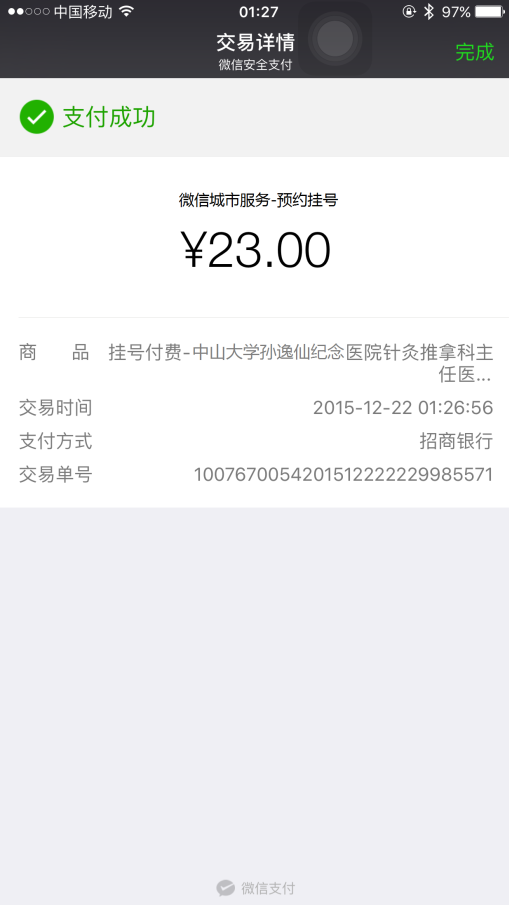 中国移动 01:27 97%
交易详情
微信安全支付
完成
支付成功
微信城市服务-预约挂号
¥23.00
商 品 挂号付费-中山大学孙逸仙纪念医院针灸推拿科主
任医...
交易时间 2015-12-22 01:26:56
支付方式 招商银行
交易单号 1007670054201512222229985571
微信支付